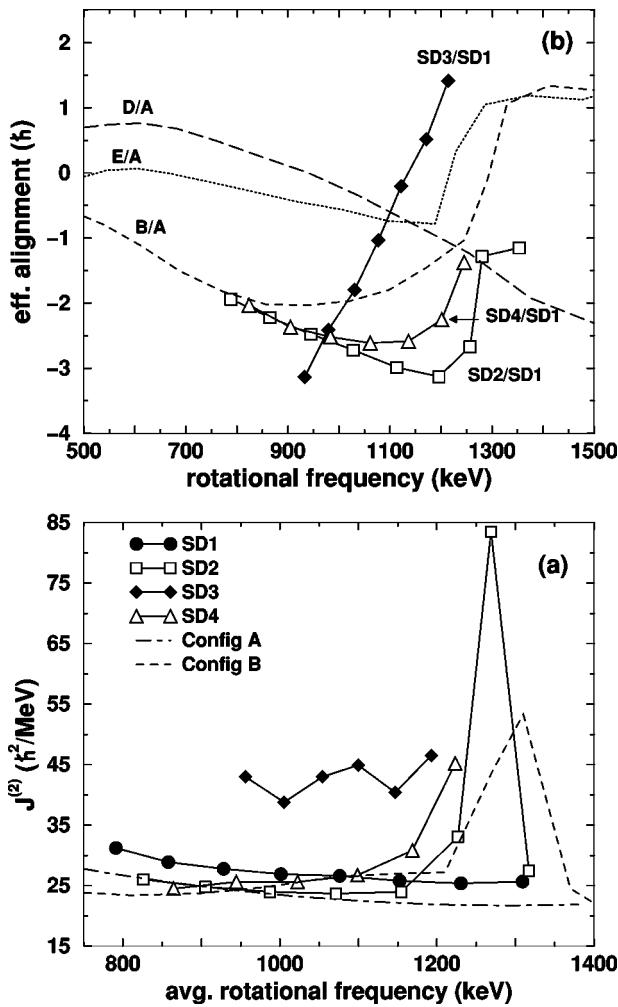 2
1
0
−1
−2
−3
−4
eff. alignment (ℏ)
(b)
SD3/SD1
D/A
E/A
B/A
SD4/SD1
SD2/SD1
500 700 900 1100 1300 1500
rotational frequency (keV)
85
75
65
55
45
35
25
15
J(2) (ℏ2/MeV)
(a)
SD1
SD2
SD3
SD4
Config A
Config B
800 1000 1200 1400
avg. rotational frequency (keV)